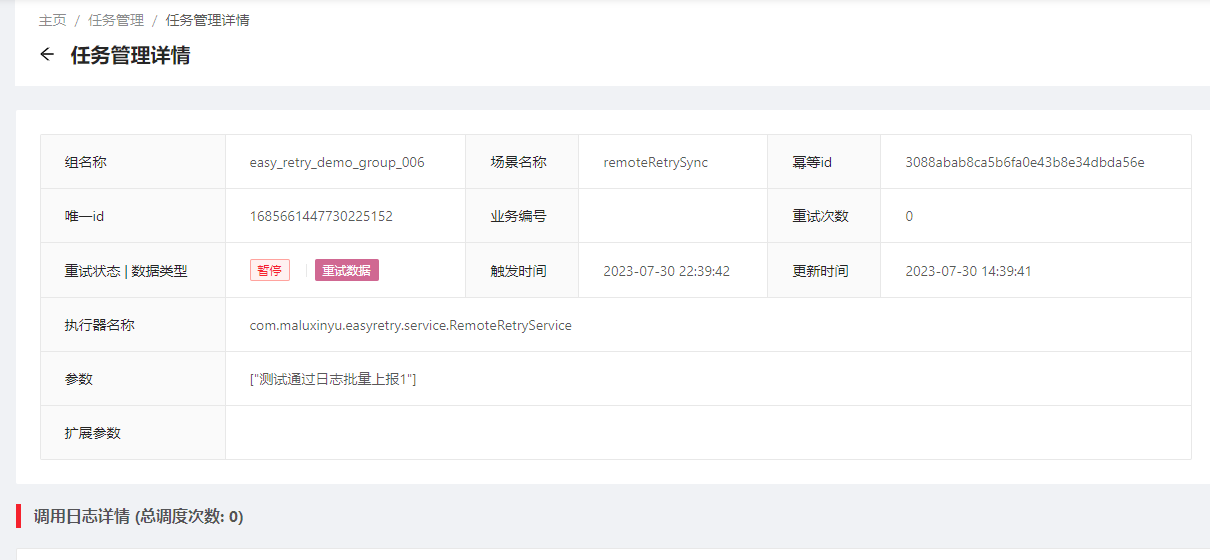 主页 / 任务管理 / 任务管理详情
← 任务管理详情
组名称 easy_retry_demo_group_006 场景名称 remoteRetrySync 幂等id 3088abab8ca5b6fa0e43b8e34dbda56e
唯一id 1685661447730225152 业务编号 重试次数 0
重试状态 | 数据类型 暂停 重试数据 触发时间 2023-07-30 22:39:42 更新时间 2023-07-30 14:39:41
执行器名称 com.maluxinyu.easyretry.service.RemoteRetryService
参数 ["测试通过日志批量上报1"]
扩展参数
调用日志详情 (总调度次数: 0)